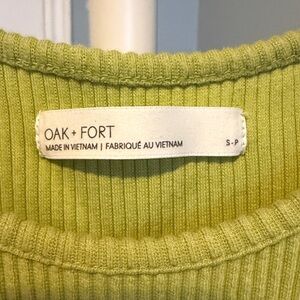 OAK + FORT
MADE IN VIETNAM | FABRIQUÉ AU VIETNAM
S-P